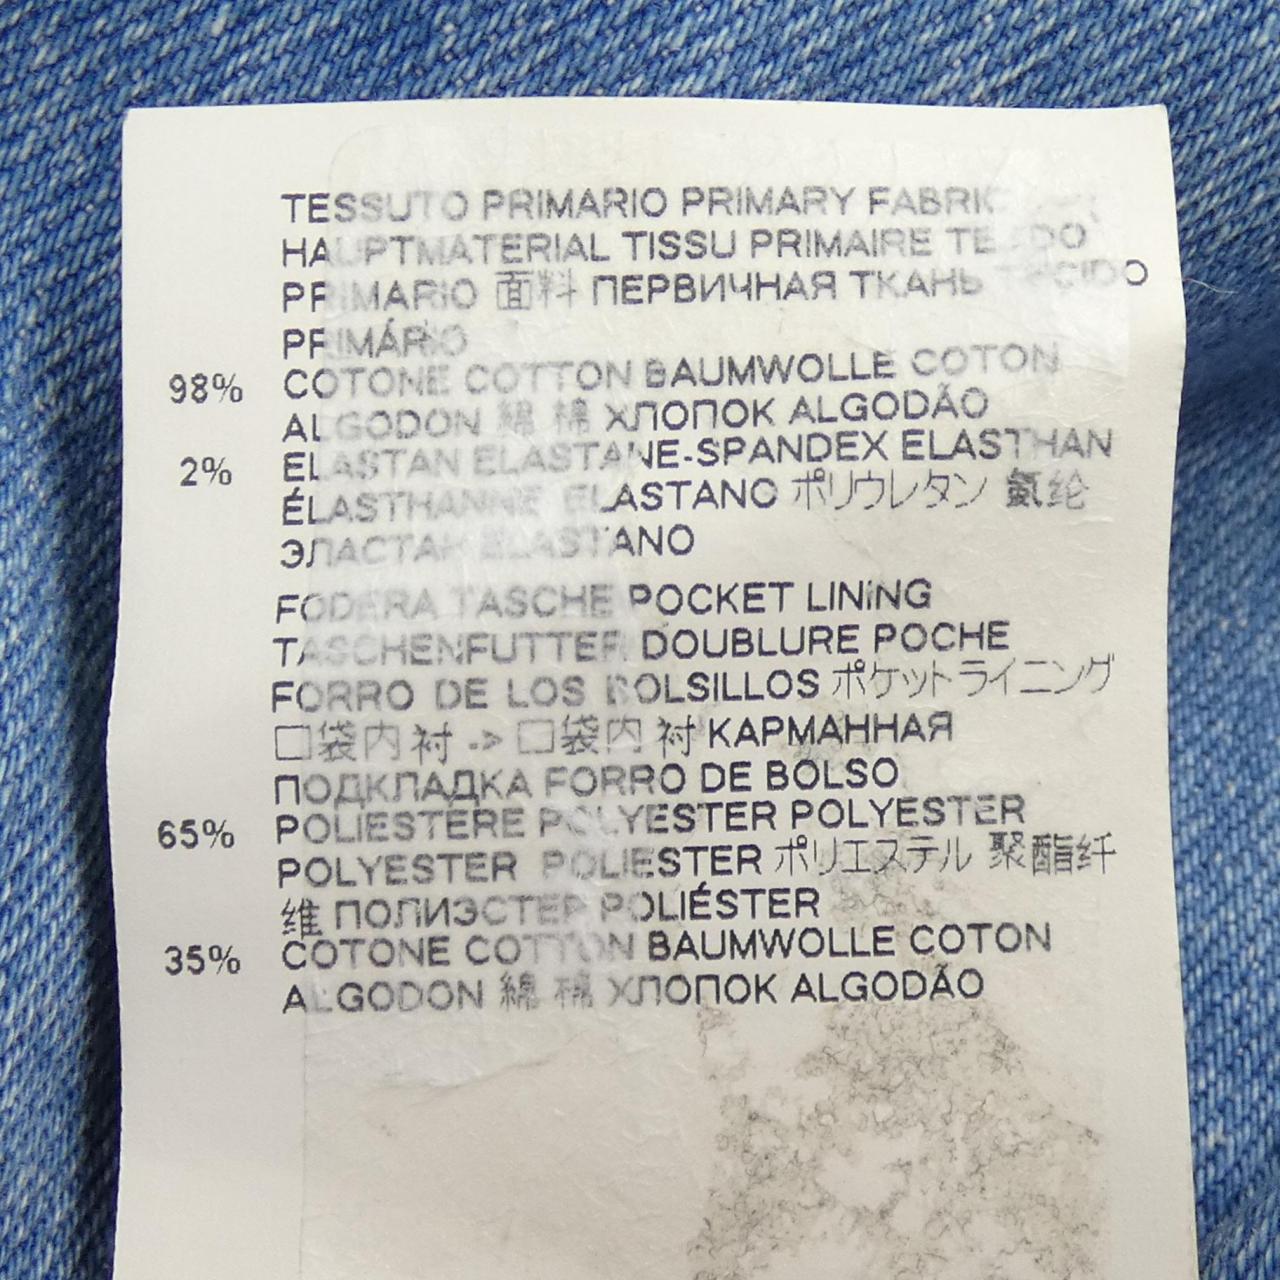 TESSUTO PRIMARIO PRIMARY FABRIC
HAUPTMATERIAL TISSU PRIMAIRE TEJIDO
PRIMARIO 面料 ПЕРВИЧНАЯ ТКАНЬ TECIDO
PRIMÁRIO
98% COTONE COTTON BAUMWOLLE COTON
ALGODON 綿 棉 ХЛОПОК ALGODÃO
2% ELASTAN ELASTANE-SPANDEX ELASTHAN
ÉLASTHANNE ELASTANO ポリウレタン 氨纶
ЭЛАСТАН ELASTANO
FODERA TASCHE POCKET LINING
TASCHENFUTTER DOUBLURE POCHE
FORRO DE LOS BOLSILLOS ポケットライニング
口袋内衬 -> 口袋内衬 КАРМАННАЯ
ПОДКЛАДКА FORRO DE BOLSO
65% POLIESTERE POLYESTER POLYESTER
POLYESTER POLIESTER ポリエステル 聚酯纤
维 ПОЛИЭСТЕР POLIÉSTER
35% COTONE COTTON BAUMWOLLE COTON
ALGODON 綿 棉 ХЛОПОК ALGODÃO